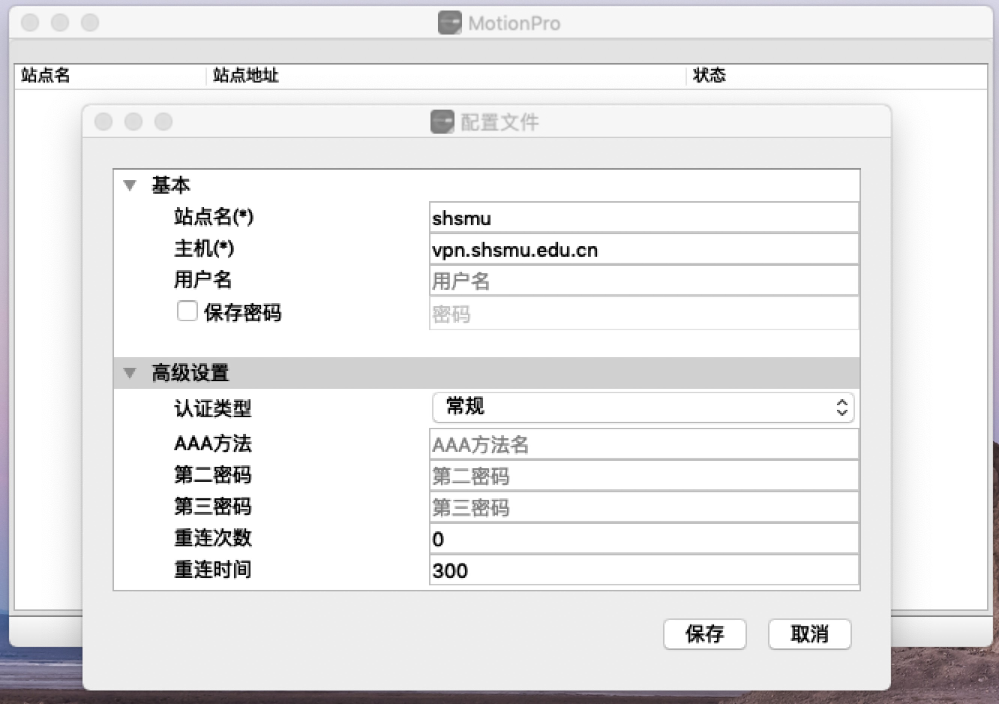 MotionPro
站点名 站点地址 状态
配置文件
基本
站点名(*) shsmu
主机(*) vpn.shsmu.edu.cn
用户名 用户名
保存密码 密码
高级设置
认证类型 常规
AAA方法 AAA方法名
第二密码 第二密码
第三密码 第三密码
重连次数 0
重连时间 300
保存 取消